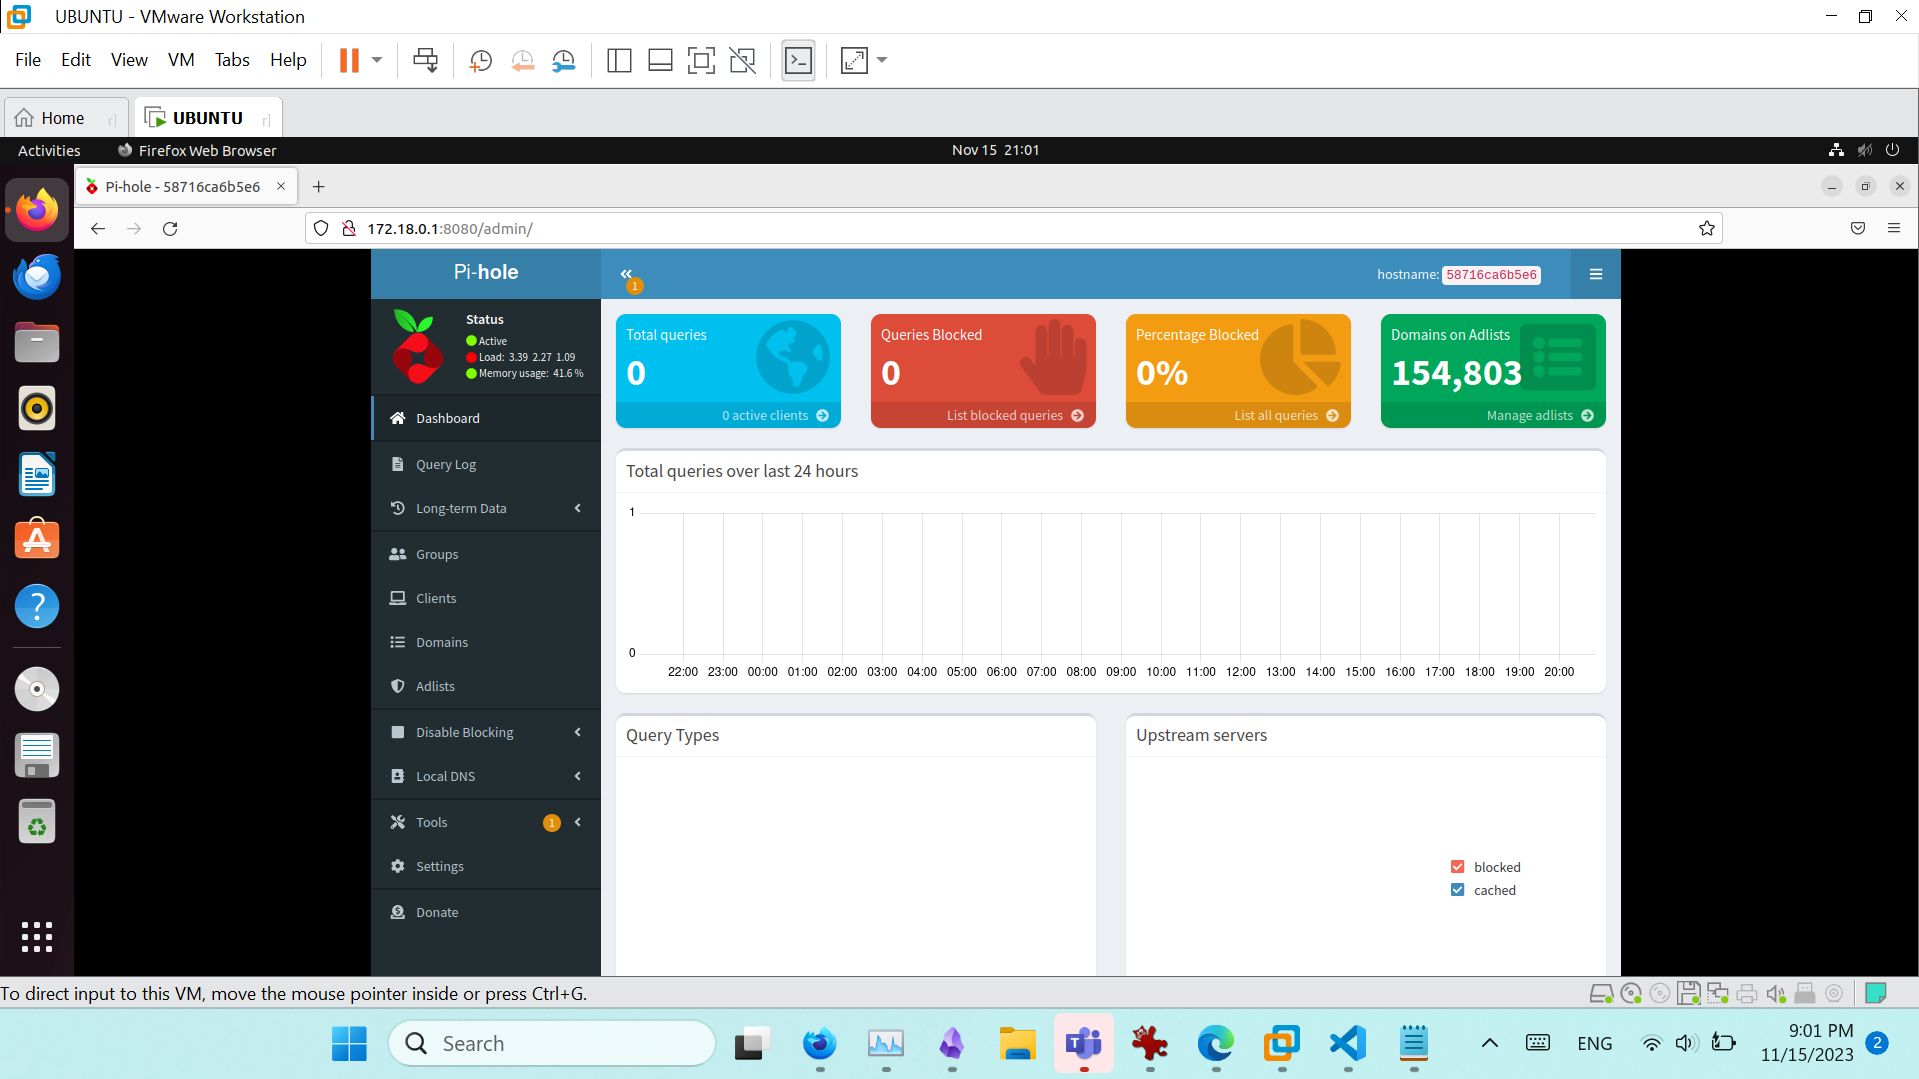 UBUNTU - VMware Workstation
File Edit View VM Tabs Help
Home
UBUNTU
Activities
Firefox Web Browser
Nov 15 21:01
Pi-hole - 58716ca6b5e6
172.18.0.1:8080/admin/
Pi-hole
1
hostname: 58716ca6b5e6
Status
Active
Load: 3.39 2.27 1.09
Memory usage: 41.6 %
Dashboard
Query Log
Long-term Data
Groups
Clients
Domains
Adlists
Disable Blocking
Local DNS
Tools 1
Settings
Donate
Total queries
0
0 active clients
Queries Blocked
0
List blocked queries
Percentage Blocked
0%
List all queries
Domains on Adlists
154,803
Manage adlists
Total queries over last 24 hours
1
0
22:00 23:00 00:00 01:00 02:00 03:00 04:00 05:00 06:00 07:00 08:00 09:00 10:00 11:00 12:00 13:00 14:00 15:00 16:00 17:00 18:00 19:00 20:00
Query Types
Upstream servers
blocked
cached
To direct input to this VM, move the mouse pointer inside or press Ctrl+G.
Search
ENG
9:01 PM
11/15/2023
2